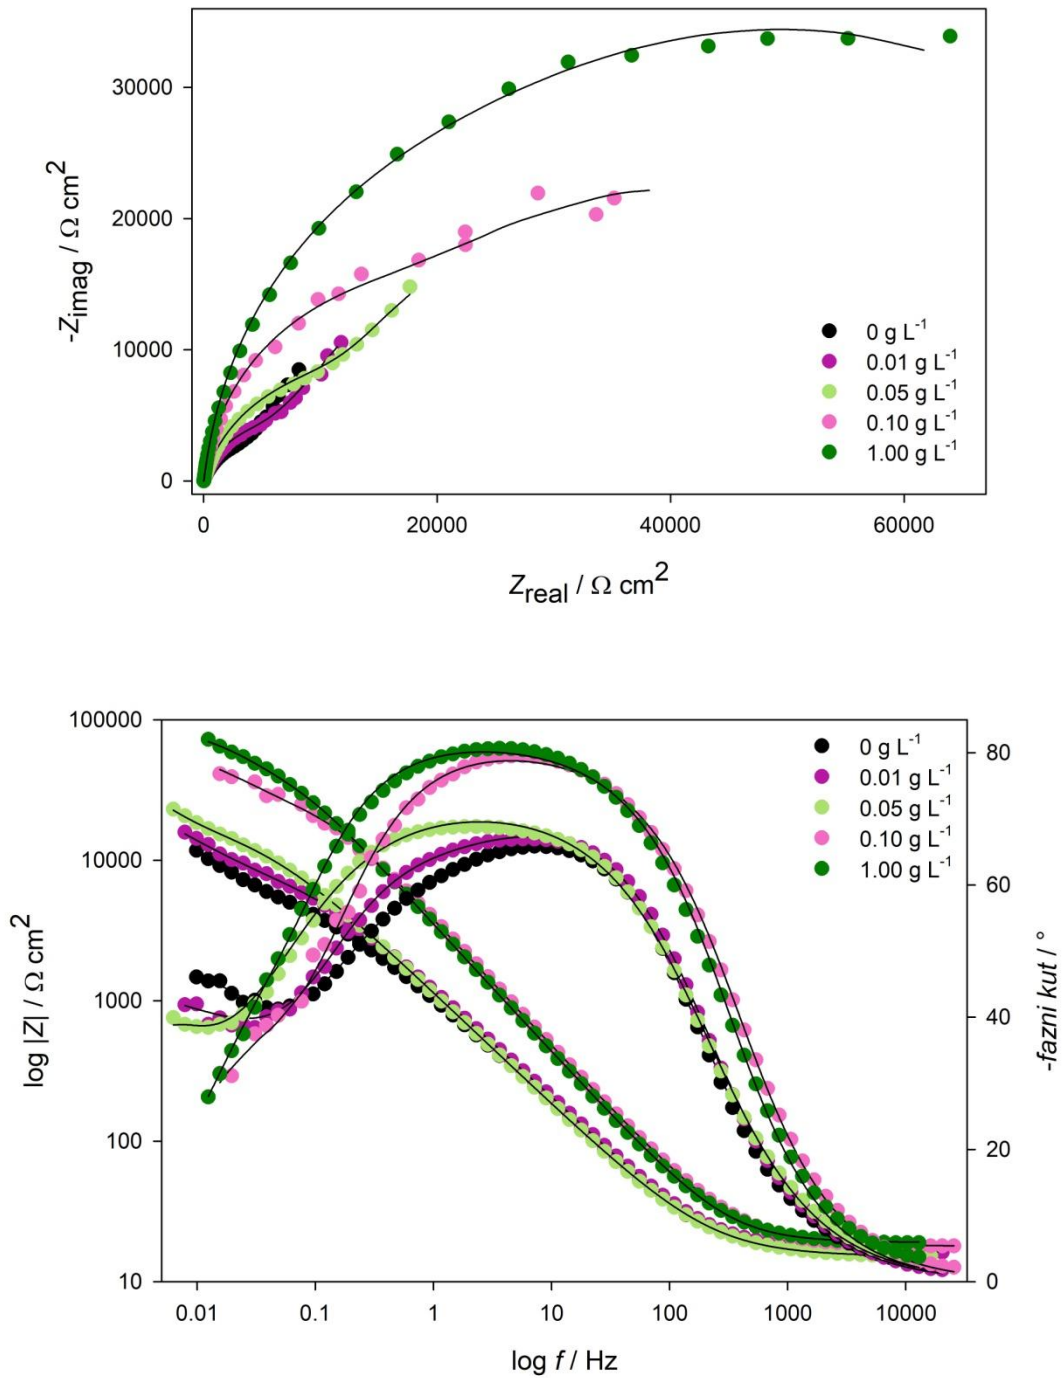 30000
20000
10000
0
-Zimag / Ω cm²
0 g L⁻¹
0.01 g L⁻¹
0.05 g L⁻¹
0.10 g L⁻¹
1.00 g L⁻¹
0 20000 40000 60000
Zreal / Ω cm²
100000
10000
1000
100
10
log |Z| / Ω cm²
0 g L⁻¹
0.01 g L⁻¹
0.05 g L⁻¹
0.10 g L⁻¹
1.00 g L⁻¹
80
60
40
20
0
-fazni kut / °
0.01 0.1 1 10 100 1000 10000
log f / Hz